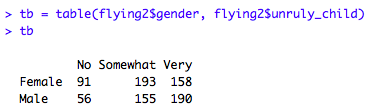 > tb = table(flying2$gender, flying2$unruly_child)
> tb
No Somewhat Very
Female 91 193 158
Male 56 155 190